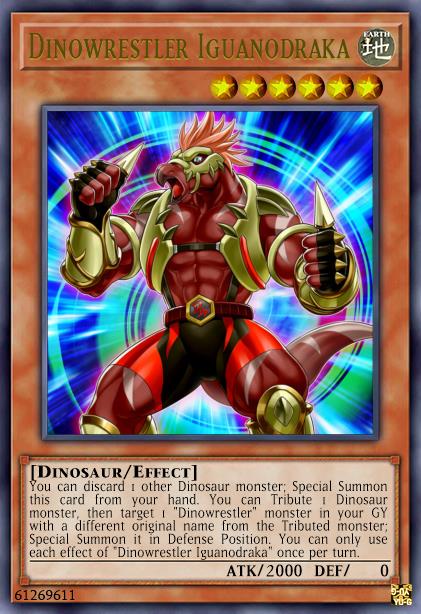 DINOWRESTLER IGUANODRAKA
EARTH
地
[DINOSAUR/EFFECT]
You can discard 1 other Dinosaur monster; Special Summon
this card from your hand. You can Tribute 1 Dinosaur
monster, then target 1 "Dinowrestler" monster in your GY
with a different original name from the Tributed monster;
Special Summon it in Defense Position. You can only use
each effect of "Dinowrestler Iguanodraka" once per turn.
ATK/2000 DEF/ 0
61269611